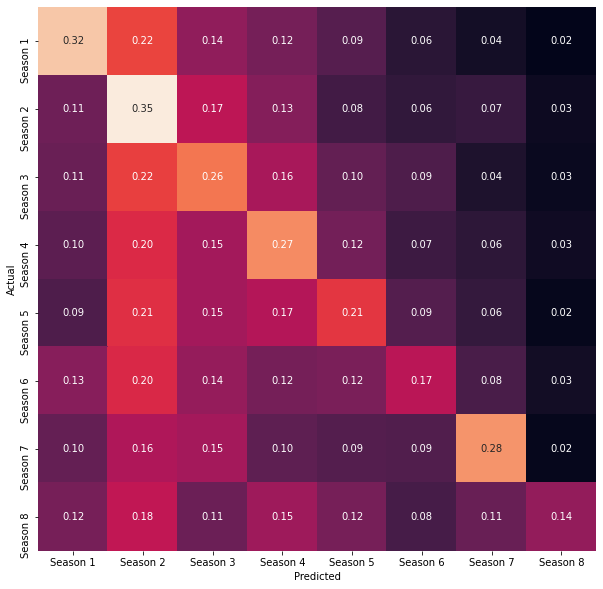 Actual
Season 1 0.32 0.22 0.14 0.12 0.09 0.06 0.04 0.02
Season 2 0.11 0.35 0.17 0.13 0.08 0.06 0.07 0.03
Season 3 0.11 0.22 0.26 0.16 0.10 0.09 0.04 0.03
Season 4 0.10 0.20 0.15 0.27 0.12 0.07 0.06 0.03
Season 5 0.09 0.21 0.15 0.17 0.21 0.09 0.06 0.02
Season 6 0.13 0.20 0.14 0.12 0.12 0.17 0.08 0.03
Season 7 0.10 0.16 0.15 0.10 0.09 0.09 0.28 0.02
Season 8 0.12 0.18 0.11 0.15 0.12 0.08 0.11 0.14
Season 1 Season 2 Season 3 Season 4 Season 5 Season 6 Season 7 Season 8
Predicted